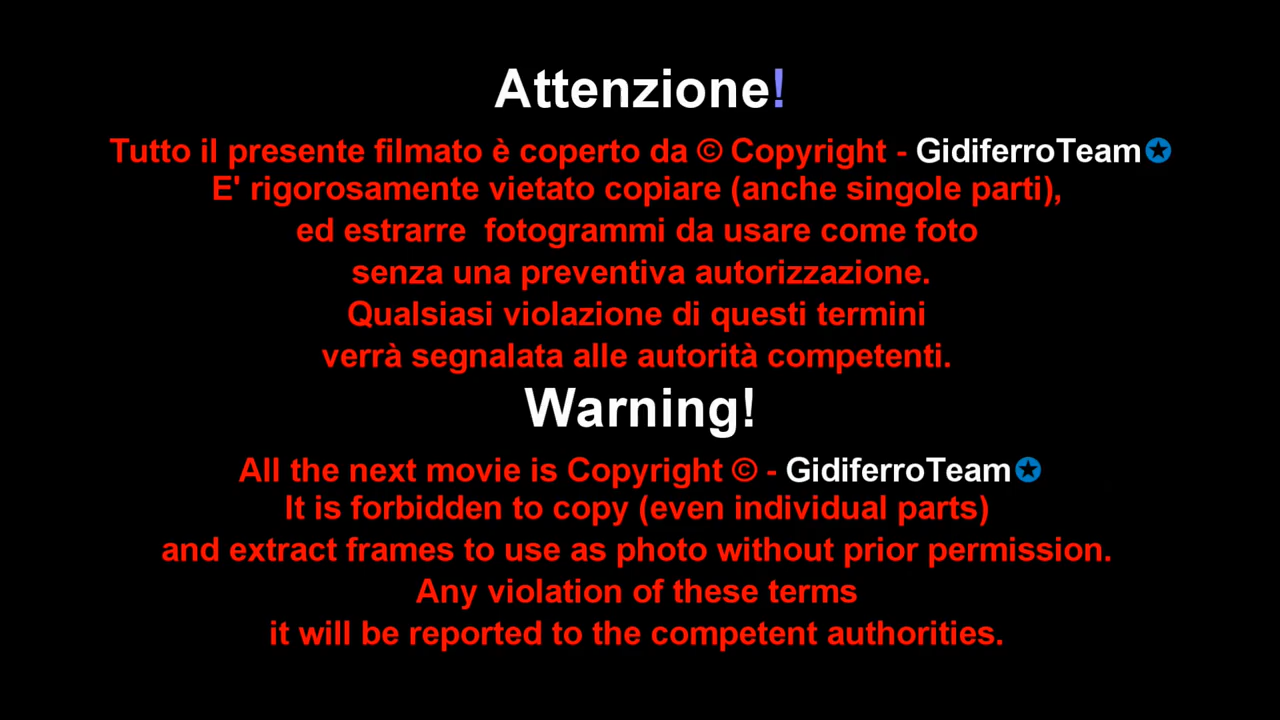 Attenzione!
Tutto il presente filmato è coperto da © Copyright - GidiferroTeam✪
E' rigorosamente vietato copiare (anche singole parti),
ed estrarre  fotogrammi da usare come foto
senza una preventiva autorizzazione.
Qualsiasi violazione di questi termini
verrà segnalata alle autorità competenti.
Warning!
All the next movie is Copyright © - GidiferroTeam✪
It is forbidden to copy (even individual parts)
and extract frames to use as photo without prior permission.
Any violation of these terms
it will be reported to the competent authorities.